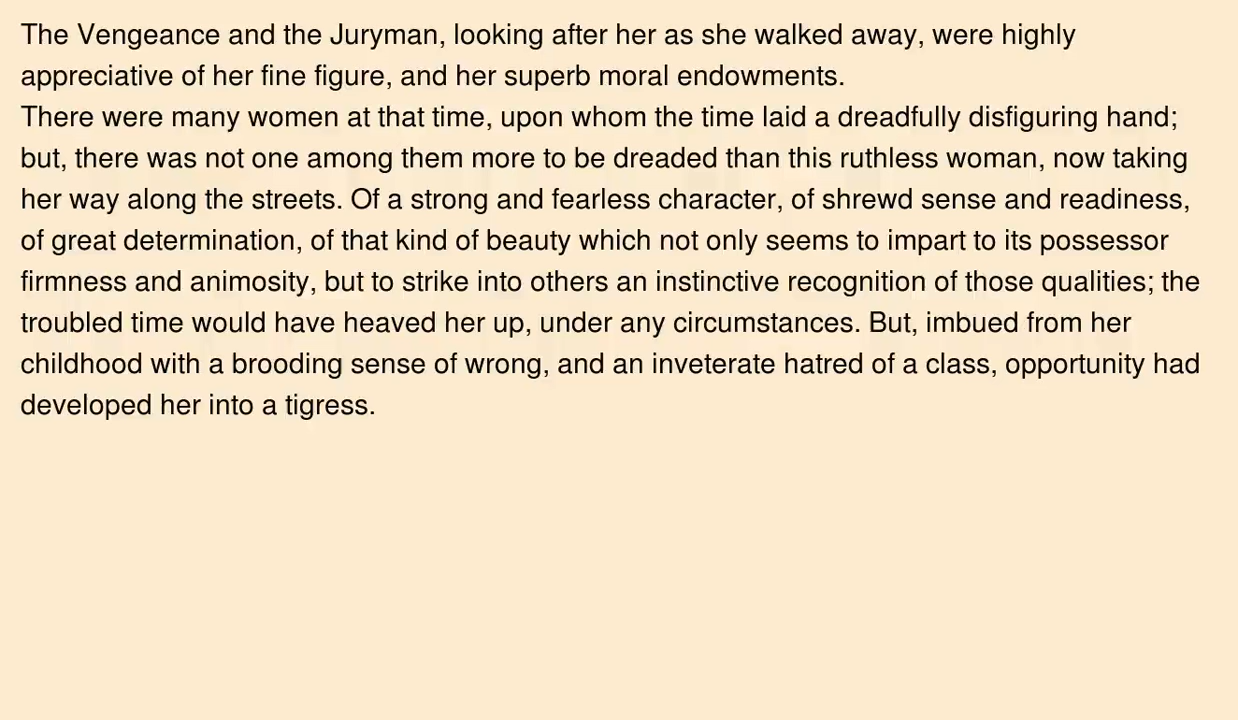 The Vengeance and the Juryman, looking after her as she walked away, were highly
appreciative of her fine figure, and her superb moral endowments.
There were many women at that time, upon whom the time laid a dreadfully disfiguring hand;
but, there was not one among them more to be dreaded than this ruthless woman, now taking
her way along the streets. Of a strong and fearless character, of shrewd sense and readiness,
of great determination, of that kind of beauty which not only seems to impart to its possessor
firmness and animosity, but to strike into others an instinctive recognition of those qualities; the
troubled time would have heaved her up, under any circumstances. But, imbued from her
childhood with a brooding sense of wrong, and an inveterate hatred of a class, opportunity had
developed her into a tigress.